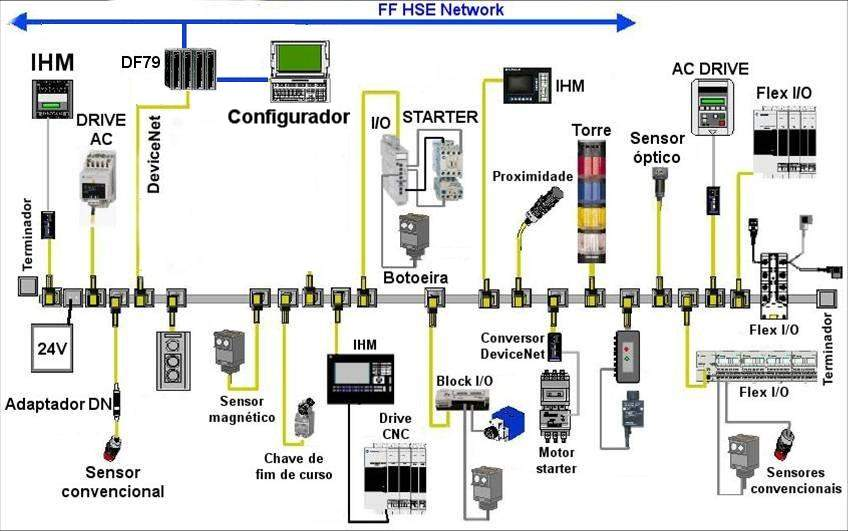 FF HSE Network
IHM
DF79
Configurador
DRIVE
AC
DeviceNet
I/O
STARTER
Botoeira
IHM
Proximidade
Torre
Sensor
óptico
AC DRIVE
Flex I/O
Terminador
24V
Adaptador DN
Sensor
convencional
Sensor
magnético
Chave de
fim de curso
IHM
Drive
CNC
Block I/O
Conversor
DeviceNet
Motor
starter
Flex I/O
Terminador
Flex I/O
Sensores
convencionais